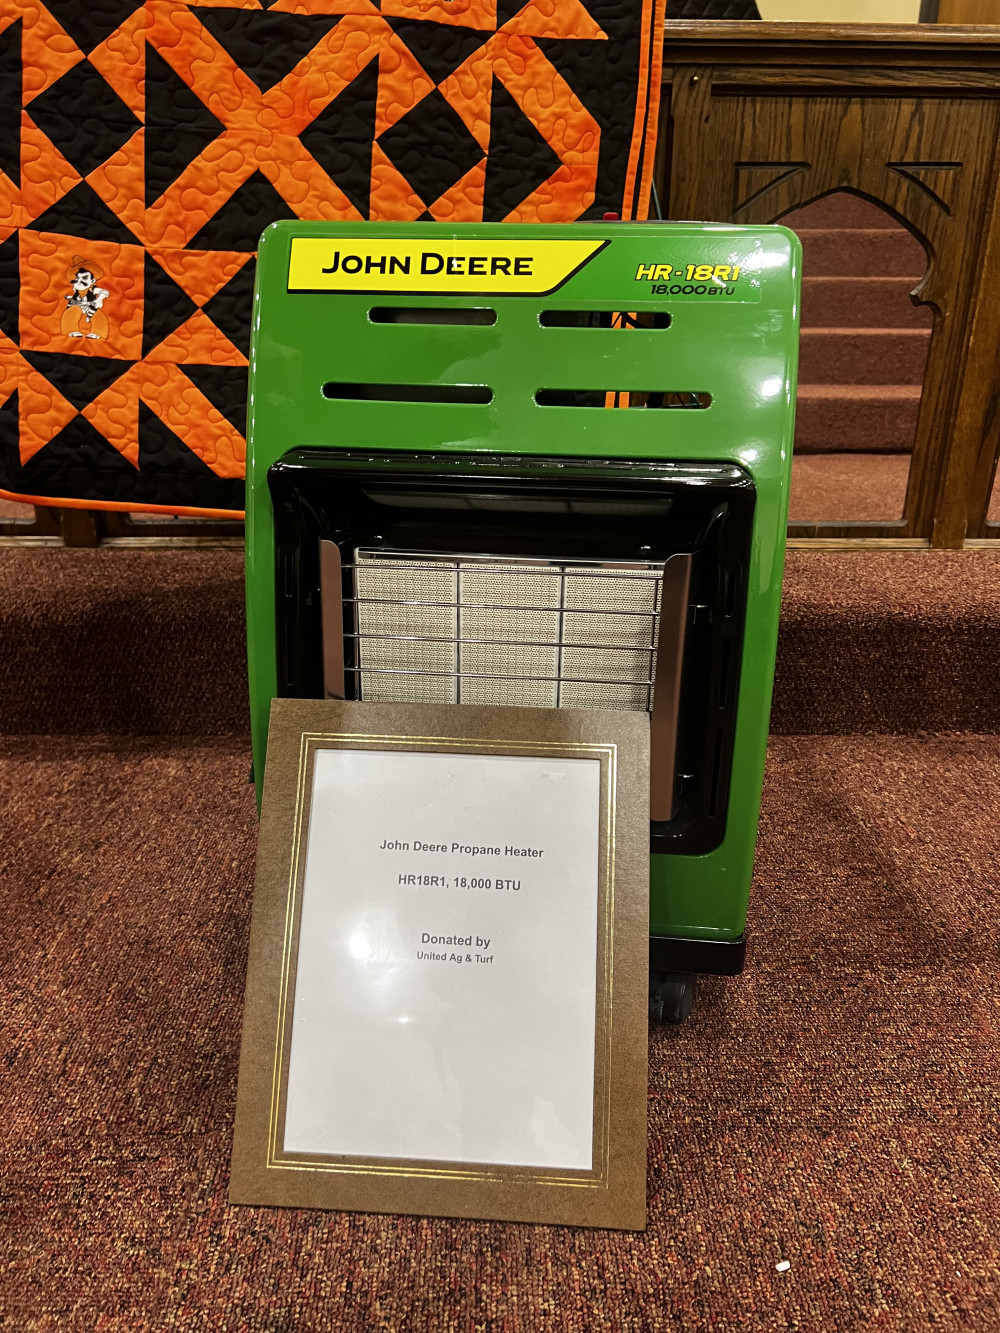 JOHN DEERE
HR-18R1
18,000 BTU
John Deere Propane Heater
HR18R1, 18,000 BTU
Donated by
United Ag & Turf